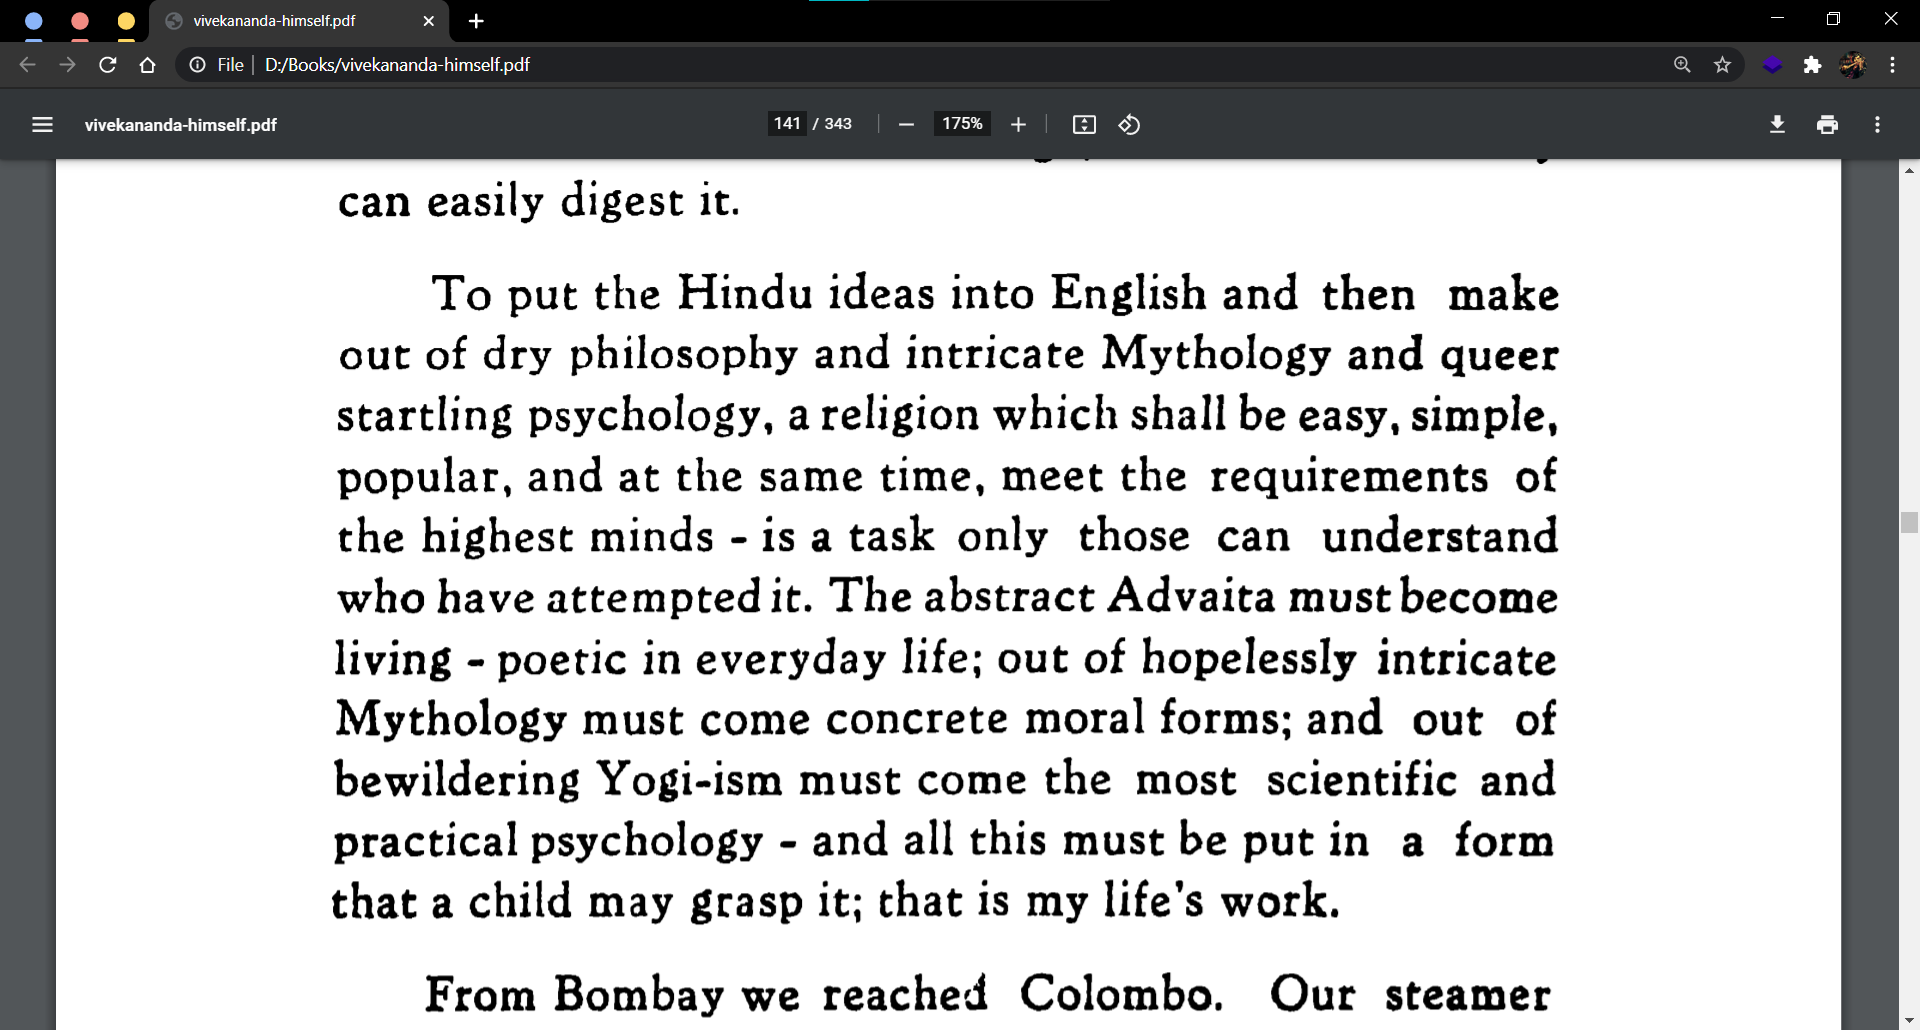 vivekananda-himself.pdf
File D:/Books/vivekananda-himself.pdf
vivekananda-himself.pdf 141 / 343 175%
can easily digest it.
To put the Hindu ideas into English and then make
out of dry philosophy and intricate Mythology and queer
startling psychology, a religion which shall be easy, simple,
popular, and at the same time, meet the requirements of
the highest minds - is a task only those can understand
who have attempted it. The abstract Advaita must become
living - poetic in everyday life; out of hopelessly intricate
Mythology must come concrete moral forms; and out of
bewildering Yogi-ism must come the most scientific and
practical psychology - and all this must be put in a form
that a child may grasp it; that is my life's work.
From Bombay we reached Colombo. Our steamer